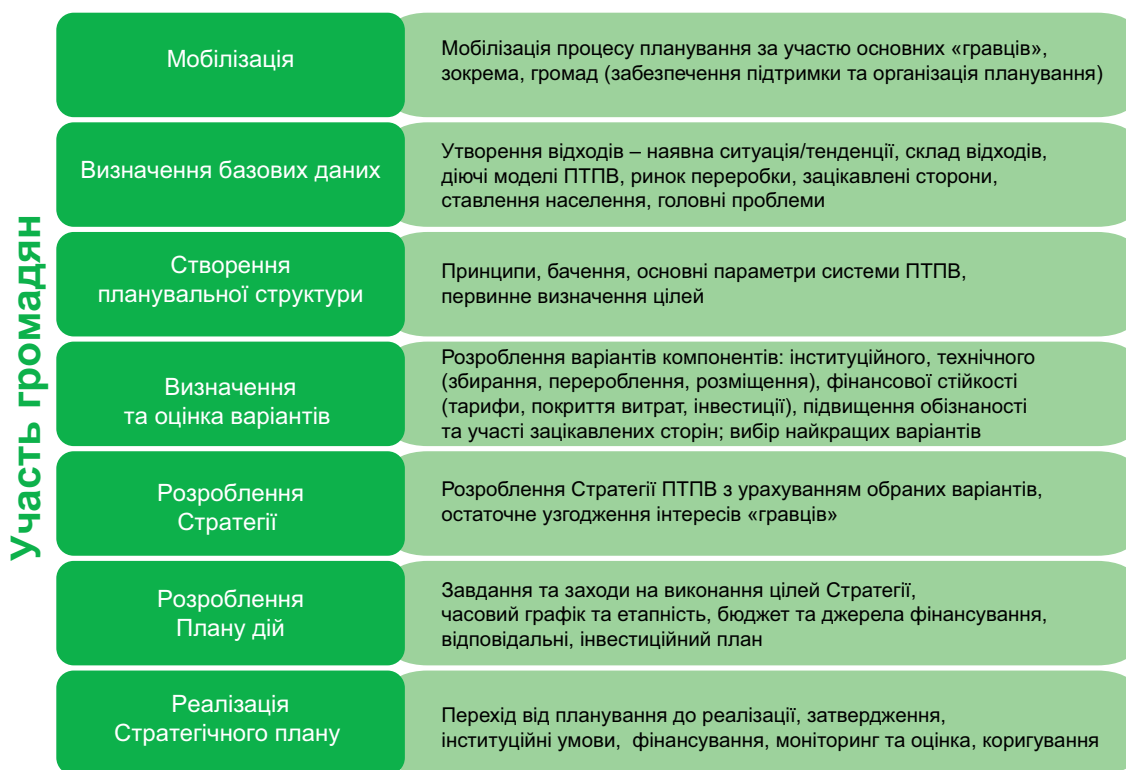 Участь громадян
Мобілізація
Мобілізація процесу планування за участю основних «гравців»,
зокрема, громад (забезпечення підтримки та організація планування)
Визначення базових даних
Утворення відходів – наявна ситуація/тенденції, склад відходів,
діючі моделі ПТПВ, ринок переробки, зацікавлені сторони,
ставлення населення, головні проблеми
Створення
планувальної структури
Принципи, бачення, основні параметри системи ПТПВ,
первинне визначення цілей
Визначення
та оцінка варіантів
Розроблення варіантів компонентів: інституційного, технічного
(збирання, перероблення, розміщення), фінансової стійкості
(тарифи, покриття витрат, інвестиції), підвищення обізнаності
та участі зацікавлених сторін; вибір найкращих варіантів
Розроблення
Стратегії
Розроблення Стратегії ПТПВ з урахуванням обраних варіантів,
остаточне узгодження інтересів «гравців»
Розроблення
Плану дій
Завдання та заходи на виконання цілей Стратегії,
часовий графік та етапність, бюджет та джерела фінансування,
відповідальні, інвестиційний план
Реалізація
Стратегічного плану
Перехід від планування до реалізації, затвердження,
інституційні умови, фінансування, моніторинг та оцінка, коригування